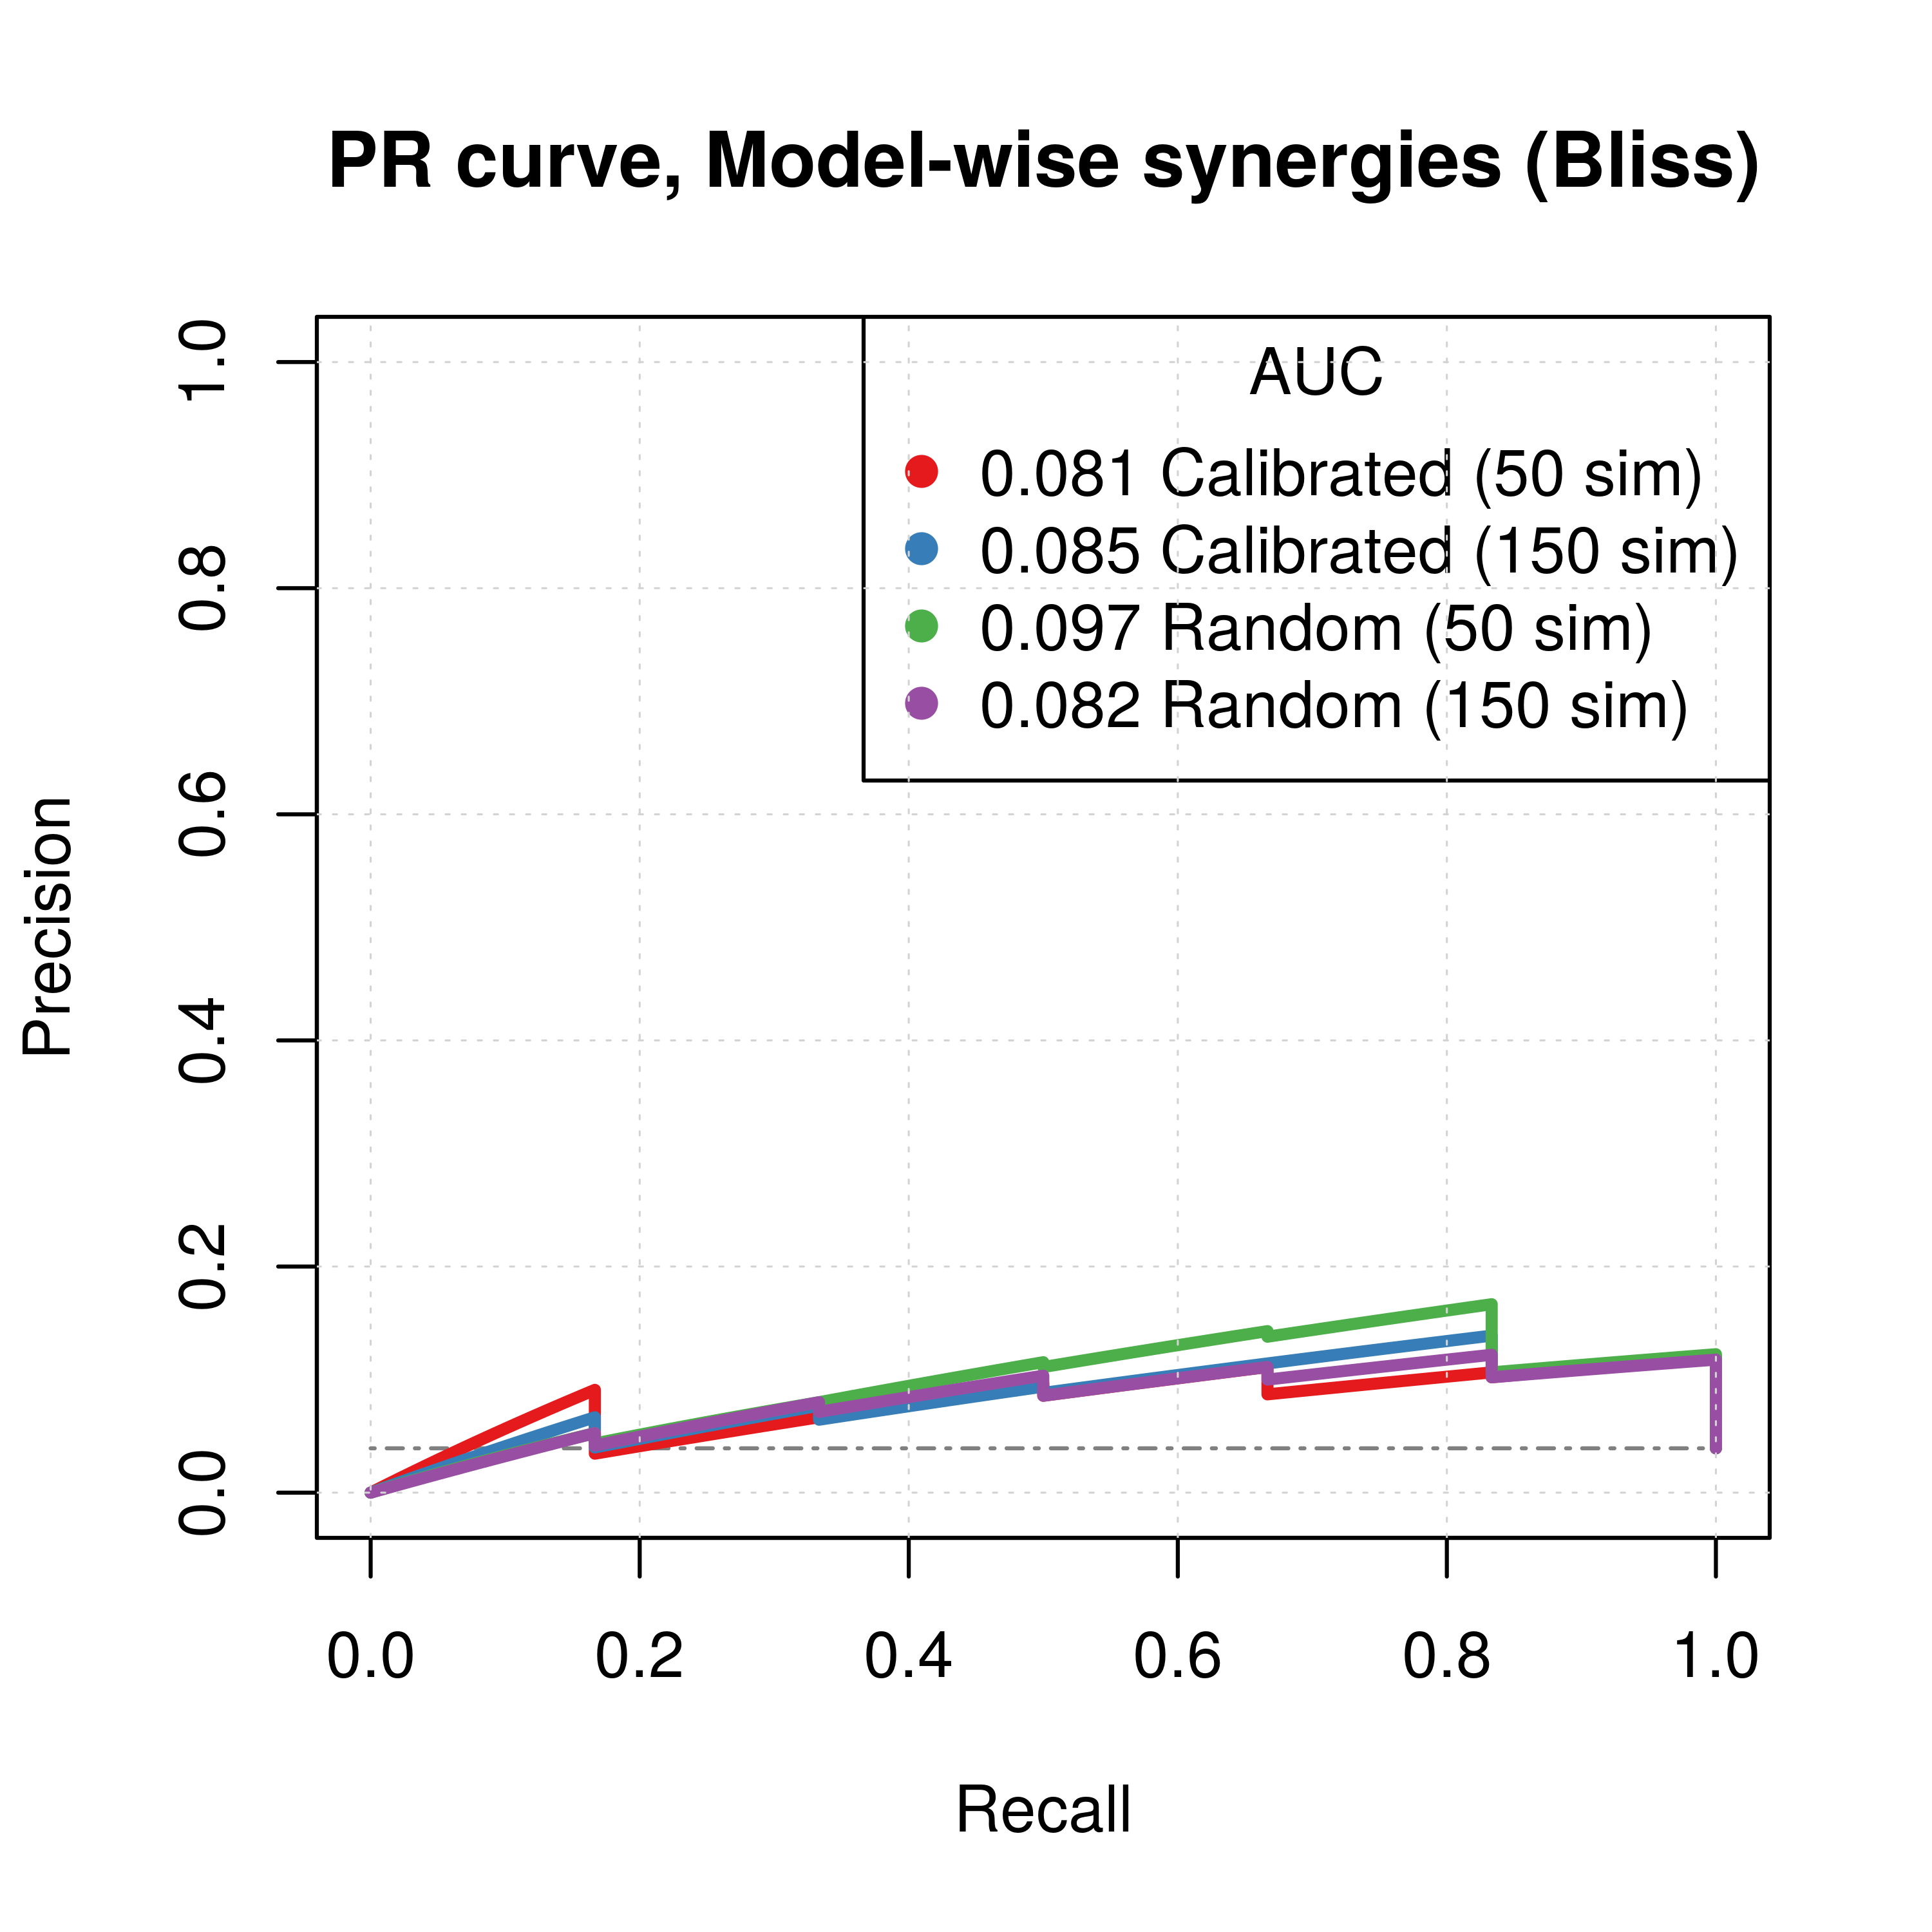 PR curve, Model-wise synergies (Bliss)
AUC
0.081 Calibrated (50 sim)
0.085 Calibrated (150 sim)
0.097 Random (50 sim)
0.082 Random (150 sim)
Precision
1.0
0.8
0.6
0.4
0.2
0.0
0.0 0.2 0.4 0.6 0.8 1.0
Recall